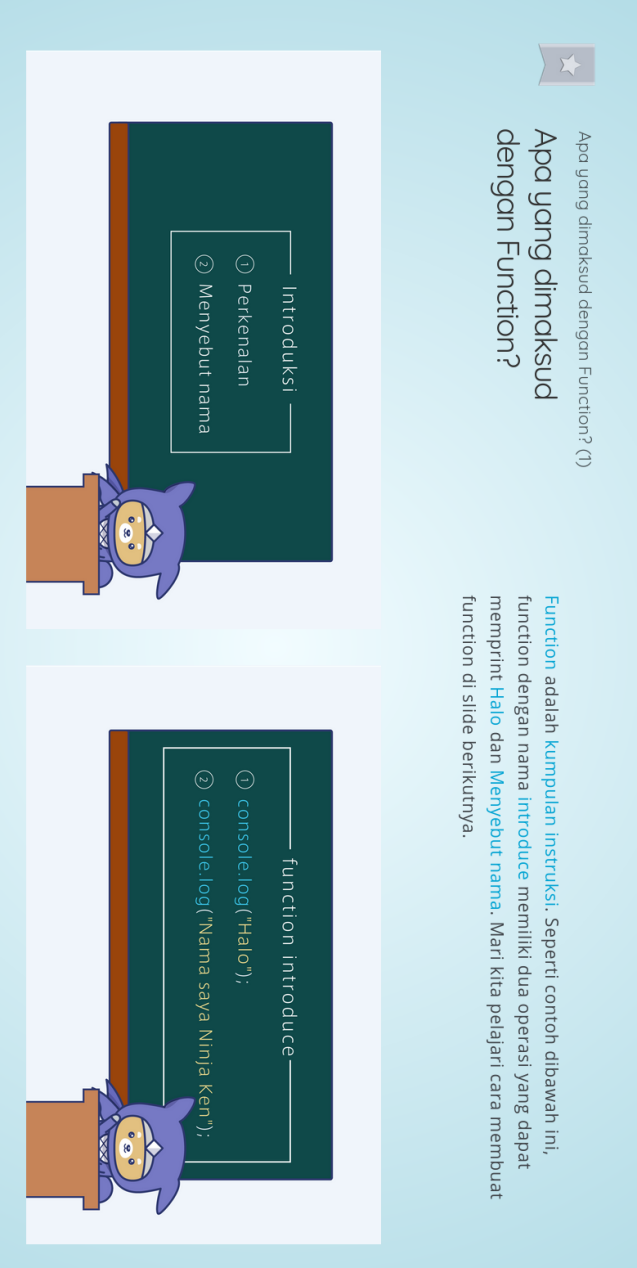 Apa yang dimaksud dengan Function? (1)
Apa yang dimaksud
dengan Function?
Function adalah kumpulan instruksi. Seperti contoh dibawah ini,
function dengan nama introduce memiliki dua operasi yang dapat
memprint Halo dan Menyebut nama. Mari kita pelajari cara membuat
function di slide berikutnya.
Introduksi
① Perkenalan
② Menyebut nama
function introduce
① console.log("Halo");
② console.log("Nama saya Ninja Ken");